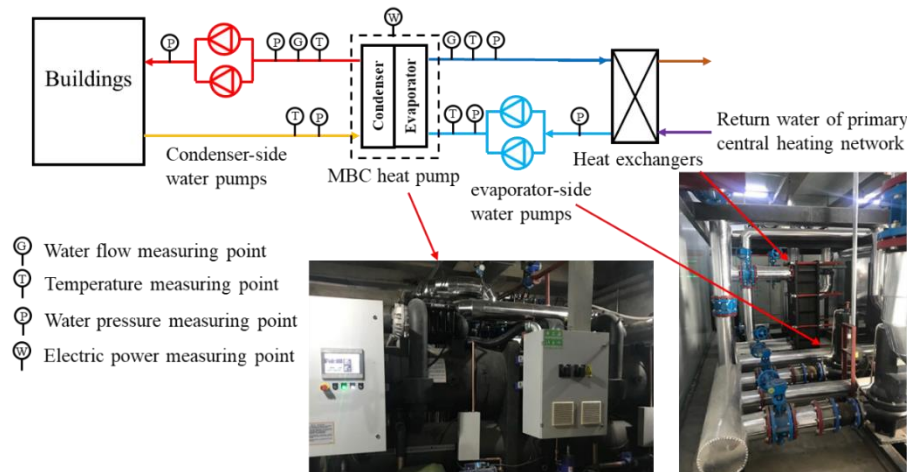 W
P
P
G
T
G
T
P
Buildings
Condenser
Evaporator
T
P
T
P
P
Condenser-side
water pumps
MBC heat pump
evaporator-side
water pumps
Heat exchangers
Return water of primary
central heating network
G Water flow measuring point
T Temperature measuring point
P Water pressure measuring point
W Electric power measuring point